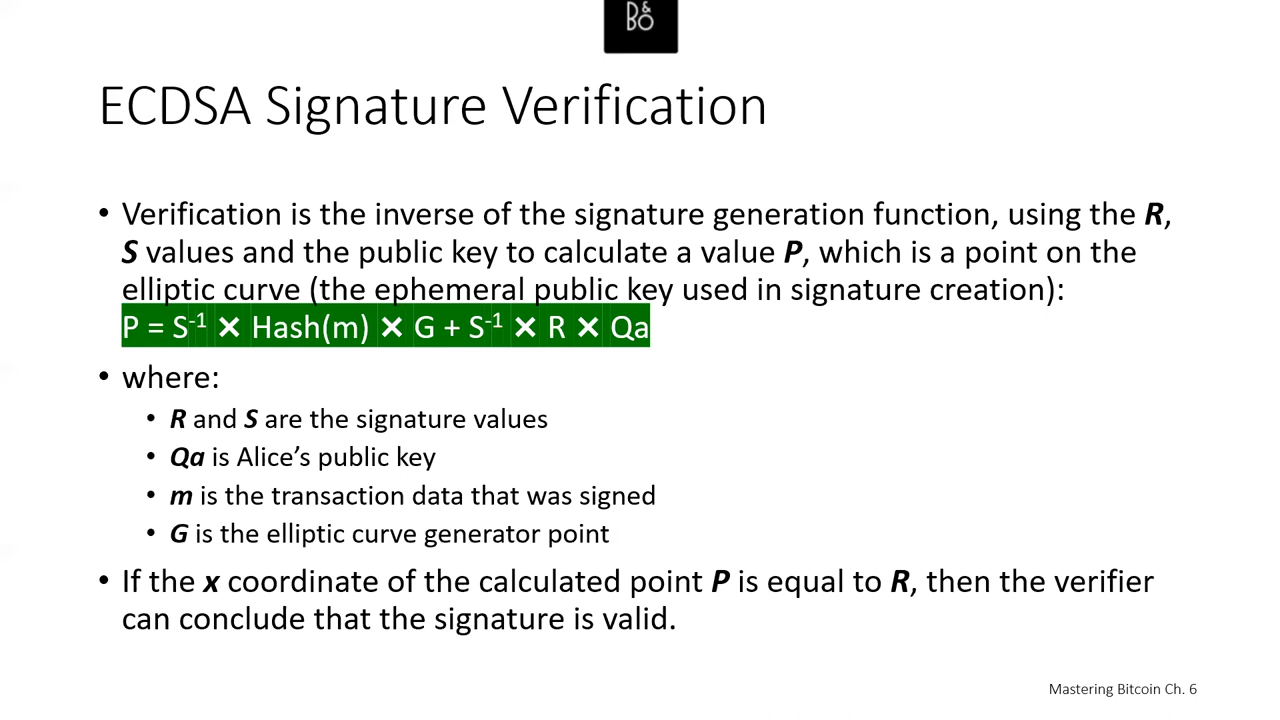 B&O
ECDSA Signature Verification
• Verification is the inverse of the signature generation function, using the R,
S values and the public key to calculate a value P, which is a point on the
elliptic curve (the ephemeral public key used in signature creation):
P = S⁻¹ × Hash(m) × G + S⁻¹ × R × Qa
• where:
• R and S are the signature values
• Qa is Alice’s public key
• m is the transaction data that was signed
• G is the elliptic curve generator point
• If the x coordinate of the calculated point P is equal to R, then the verifier
can conclude that the signature is valid.
Mastering Bitcoin Ch. 6